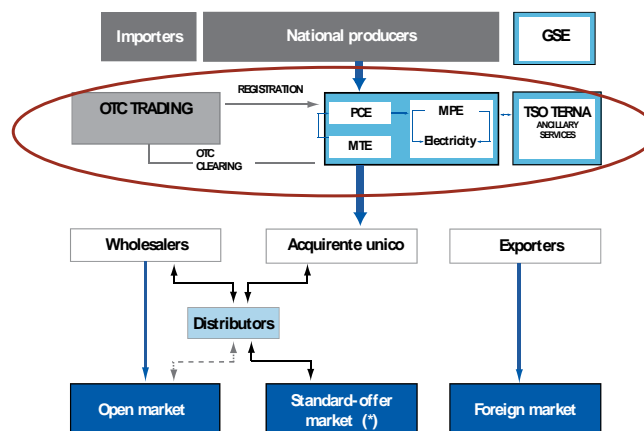 Importers
National producers
GSE
REGISTRATION
OTC TRADING
PCE
MPE
TSO TERNA
ANCILLARY
SERVICES
MTE
Electricity
OTC
CLEARING
Wholesalers
Acquirente unico
Exporters
Distributors
Open market
Standard-offer
market (*)
Foreign market